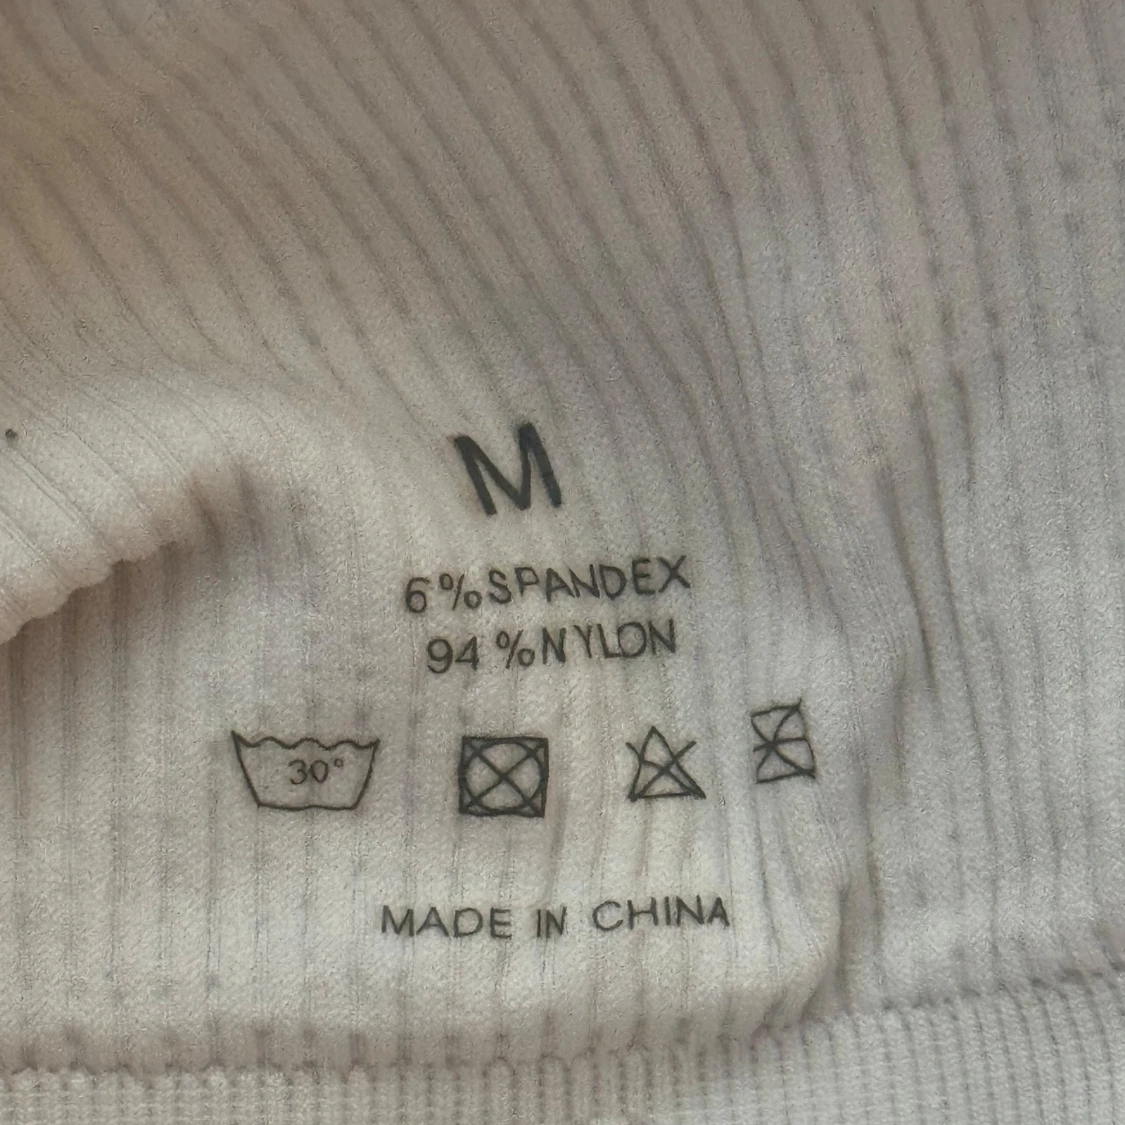 M
6%SPANDEX
94%NYLON
30°
MADE IN CHINA